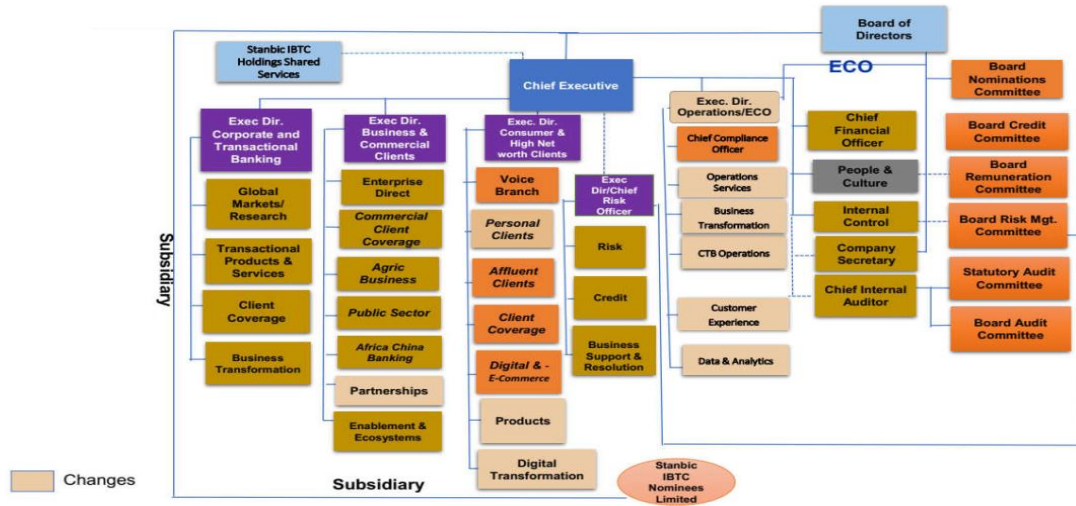 Board of
Directors
Stanbic IBTC
Holdings Shared
Services
ECO
Chief Executive
Board
Nominations
Committee
Exec Dir.
Corporate and
Transactional
Banking
Exec Dir.
Business &
Commercial
Clients
Exec. Dir.
Consumer &
High Net
worth Clients
Exec. Dir.
Operations/ECO
Chief
Financial
Officer
Board Credit
Committee
Chief Compliance
Officer
Voice
Branch
Exec
Dir/Chief
Risk
Officer
People &
Culture
Board
Remuneration
Committee
Global
Markets/
Research
Enterprise
Direct
Operations
Services
Personal
Clients
Commercial
Client
Coverage
Business
Transformation
Internal
Control
Board Risk Mgt.
Committee
Subsidiary
Transactional
Products &
Services
Risk
CTB Operations
Company
Secretary
Agric
Business
Affluent
Clients
Statutory Audit
Committee
Chief Internal
Auditor
Client
Coverage
Public Sector
Client
Coverage
Credit
Customer
Experience
Board Audit
Committee
Business
Transformation
Africa China
Banking
Digital & -
E-Commerce
Business
Support &
Resolution
Data & Analytics
Partnerships
Products
Enablement &
Ecosystems
Digital
Transformation
Changes
Subsidiary
Stanbic
IBTC
Nominees
Limited